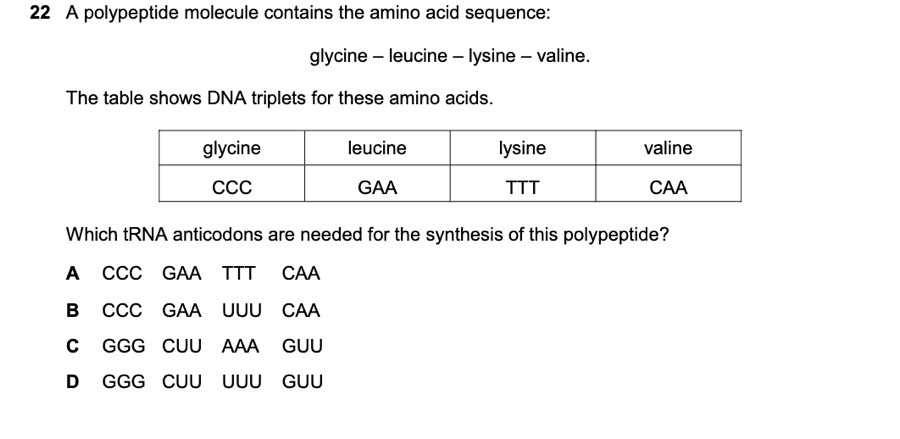 22 A polypeptide molecule contains the amino acid sequence:
glycine – leucine – lysine – valine.
The table shows DNA triplets for these amino acids.
glycine leucine lysine valine
CCC GAA TTT CAA
Which tRNA anticodons are needed for the synthesis of this polypeptide?
A CCC GAA TTT CAA
B CCC GAA UUU CAA
C GGG CUU AAA GUU
D GGG CUU UUU GUU